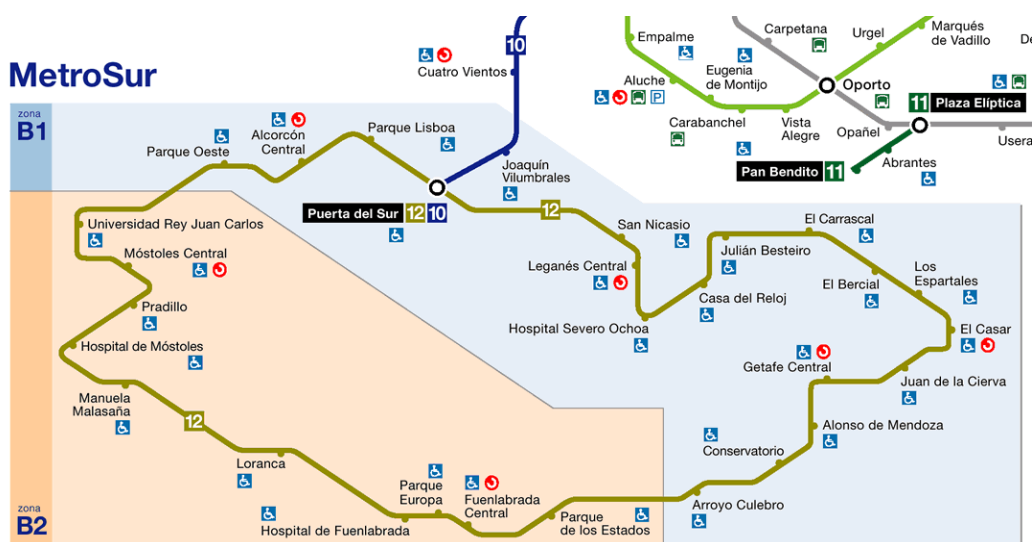 MetroSur
zona
B1
10
Cuatro Vientos
Empalme
Aluche
P
Eugenia
de Montijo
Carabanchel
Vista
Alegre
Carpetana
Urgel
Marqués
de Vadillo
Oporto
Opañel
11 Plaza Elíptica
Usera
Pan Bendito 11
Abrantes
Parque Oeste
Alcorcón
Central
Parque Lisboa
Joaquín
Vilumbrales
Puerta del Sur 12 10
12
Universidad Rey Juan Carlos
Móstoles Central
Pradillo
Hospital de Móstoles
Manuela
Malasaña
12
San Nicasio
Leganés Central
Hospital Severo Ochoa
Casa del Reloj
Julián Besteiro
El Carrascal
El Bercial
Los
Espartales
El Casar
Getafe Central
Juan de la Cierva
Alonso de Mendoza
Conservatorio
Arroyo Culebro
Loranca
Hospital de Fuenlabrada
Parque
Europa
Fuenlabrada
Central
Parque
de los Estados
zona
B2
De